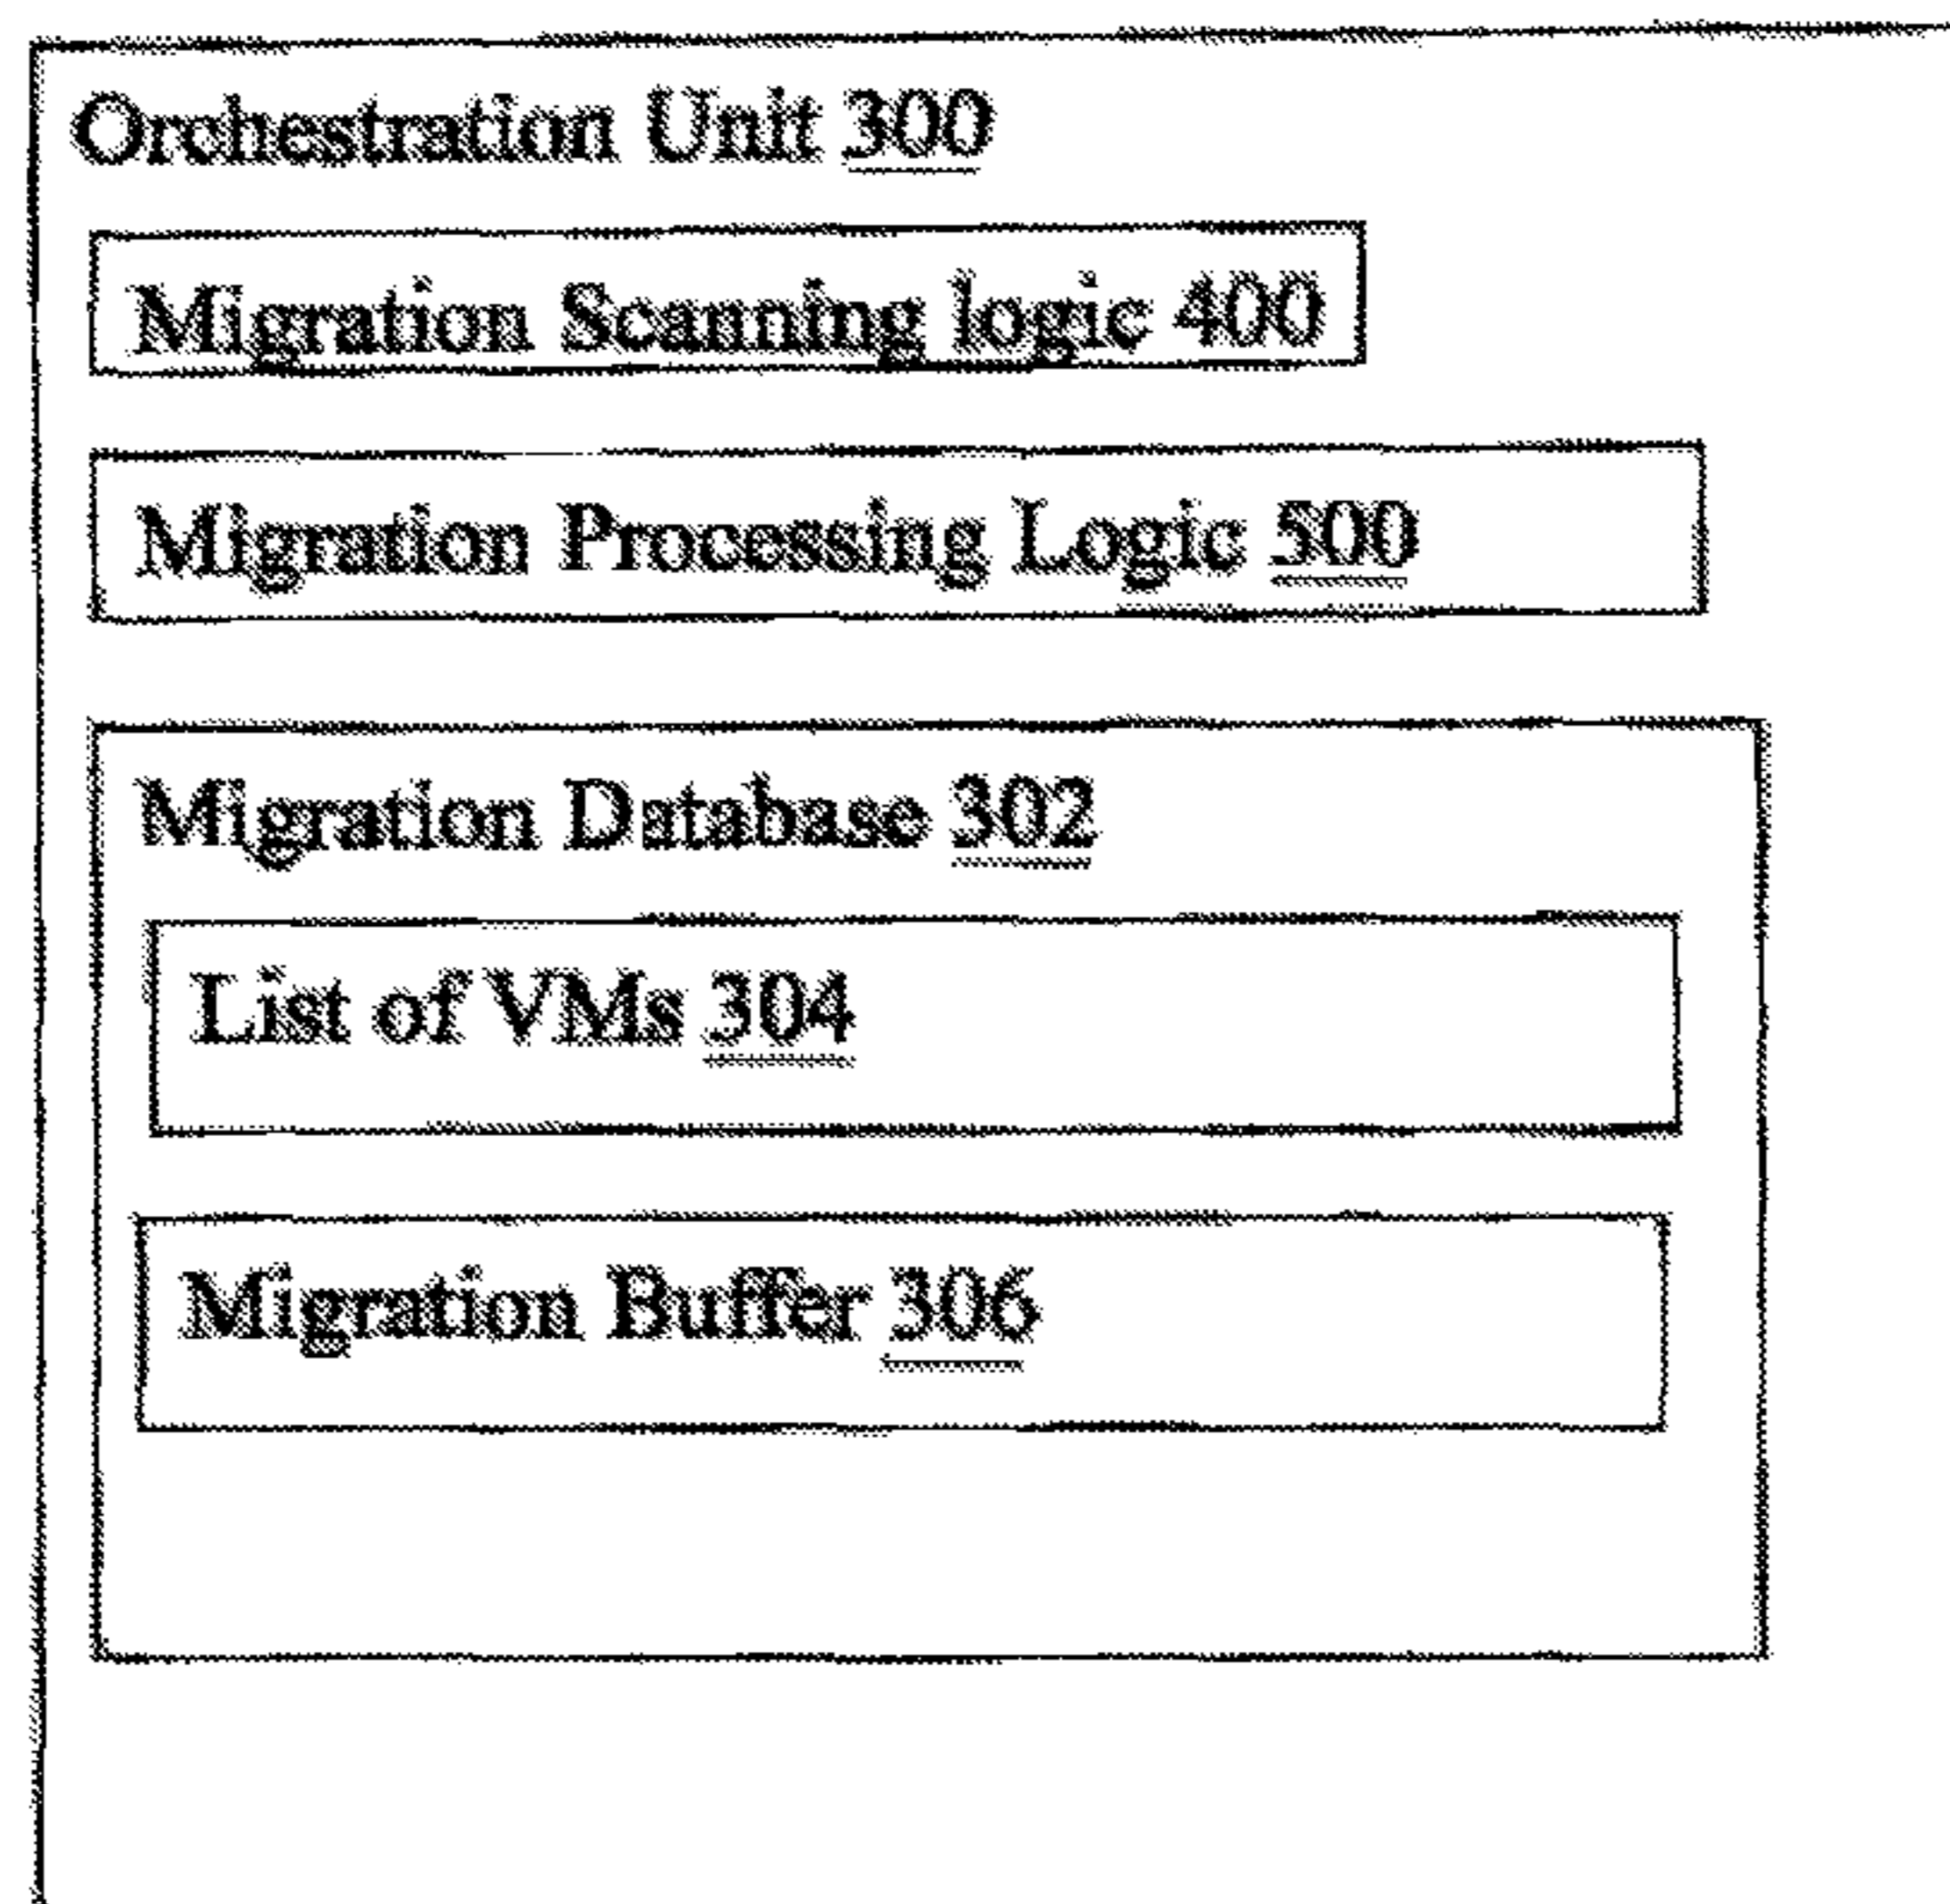 Orchestration Unit 300
Migration Scanning logic 400
Migration Processing Logic 500
Migration Database 302
List of VMs 304
Migration Buffer 306